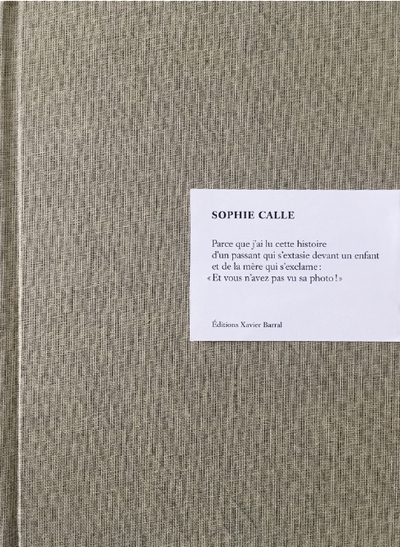 SOPHIE CALLE
Parce que j'ai lu cette histoire
d'un passant qui s'extasie devant un enfant
et de la mère qui s'exclame :
« Et vous n'avez pas vu sa photo ! »
Éditions Xavier Barral